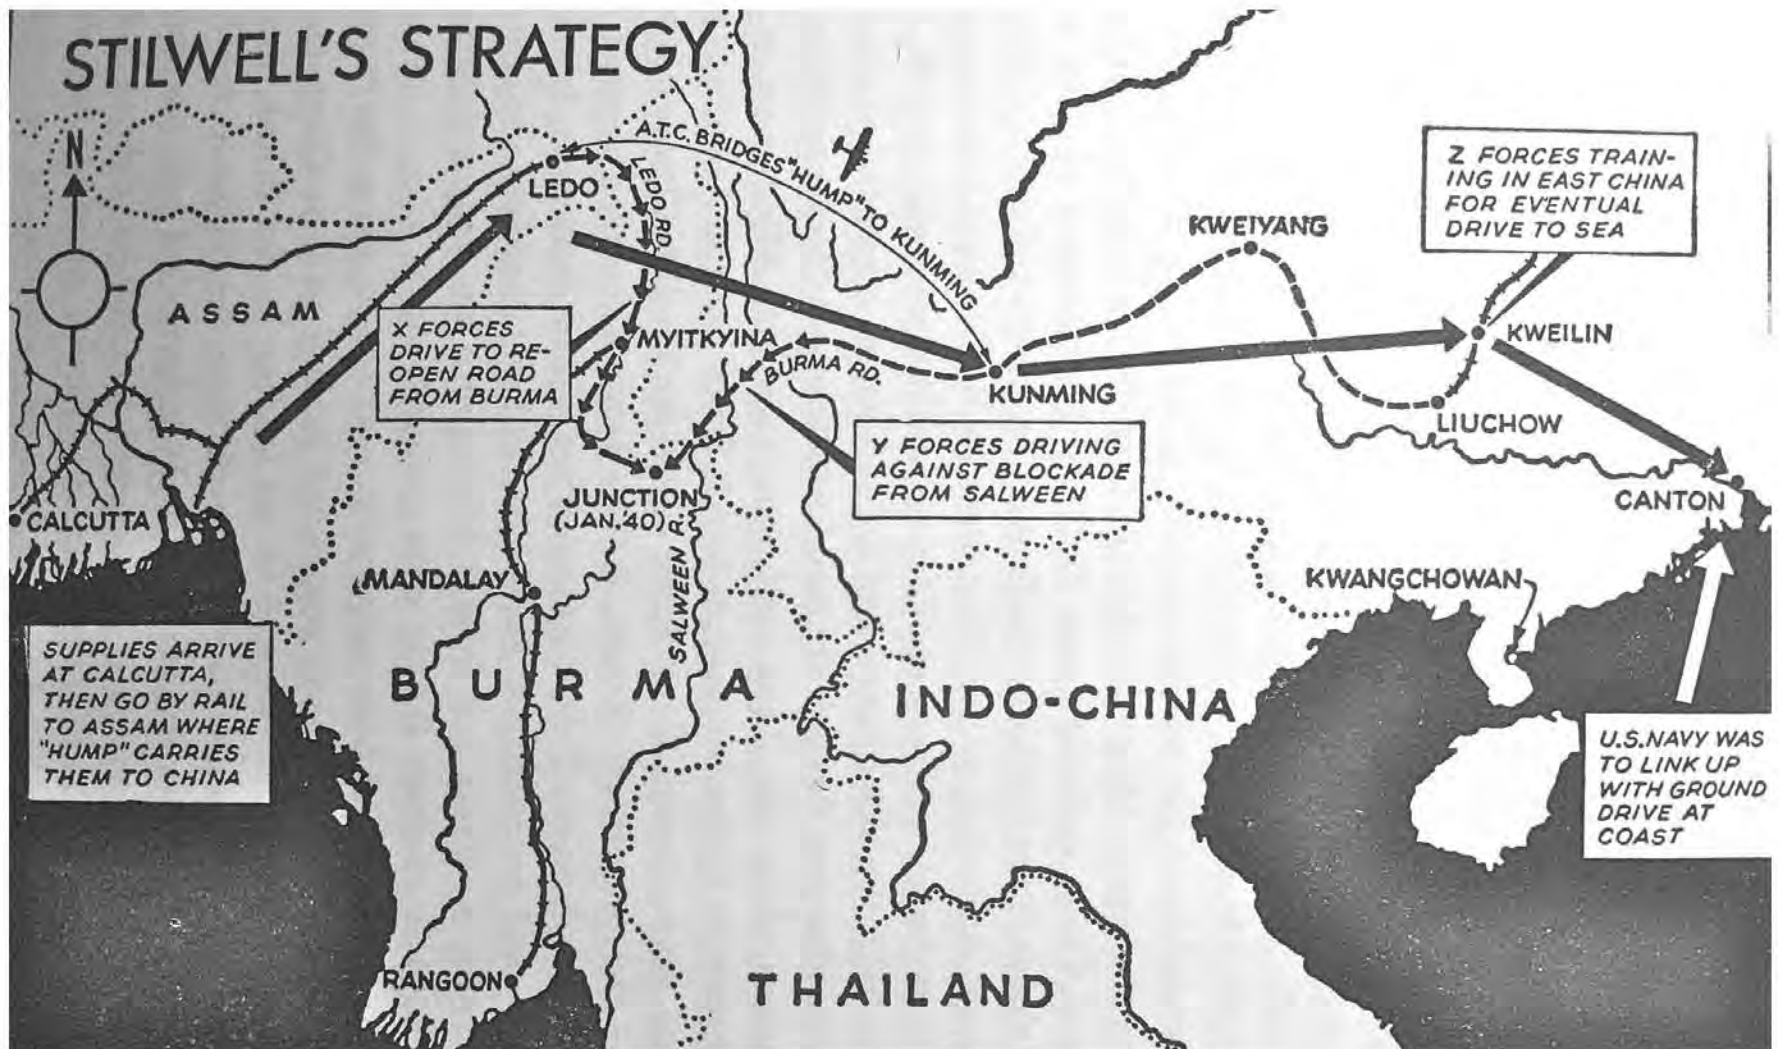 STILWELL'S STRATEGY
N
A.T.C. BRIDGES "HUMP" TO KUNMING
LEDO
LEDO RD.
Z FORCES TRAIN-
ING IN EAST CHINA
FOR EVENTUAL
DRIVE TO SEA
KWEIYANG
ASSAM
X FORCES
DRIVE TO RE-
OPEN ROAD
FROM BURMA
MYITKYINA
BURMA RD.
KUNMING
KWEILIN
LIUCHOW
Y FORCES DRIVING
AGAINST BLOCKADE
FROM SALWEEN
CALCUTTA
JUNCTION
(JAN.'40)
SALWEEN R.
CANTON
MANDALAY
KWANGCHOWAN
SUPPLIES ARRIVE
AT CALCUTTA,
THEN GO BY RAIL
TO ASSAM WHERE
"HUMP" CARRIES
THEM TO CHINA
BURMA
INDO-CHINA
U.S. NAVY WAS
TO LINK UP
WITH GROUND
DRIVE AT
COAST
RANGOON
THAILAND